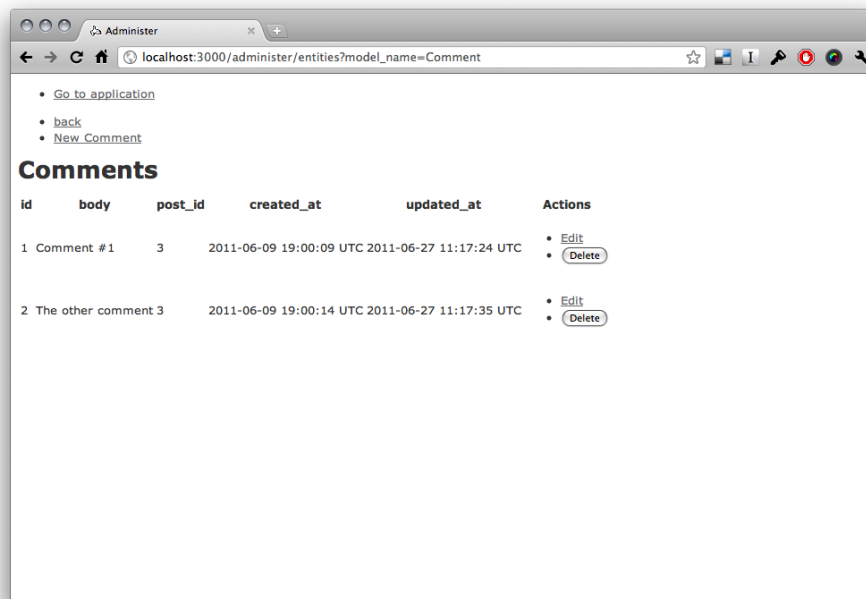 Administer
localhost:3000/administer/entities?model_name=Comment
Go to application
back
New Comment
Comments
id body post_id created_at updated_at Actions
1 Comment #1 3 2011-06-09 19:00:09 UTC 2011-06-27 11:17:24 UTC Edit
Delete
2 The other comment 3 2011-06-09 19:00:14 UTC 2011-06-27 11:17:35 UTC Edit
Delete